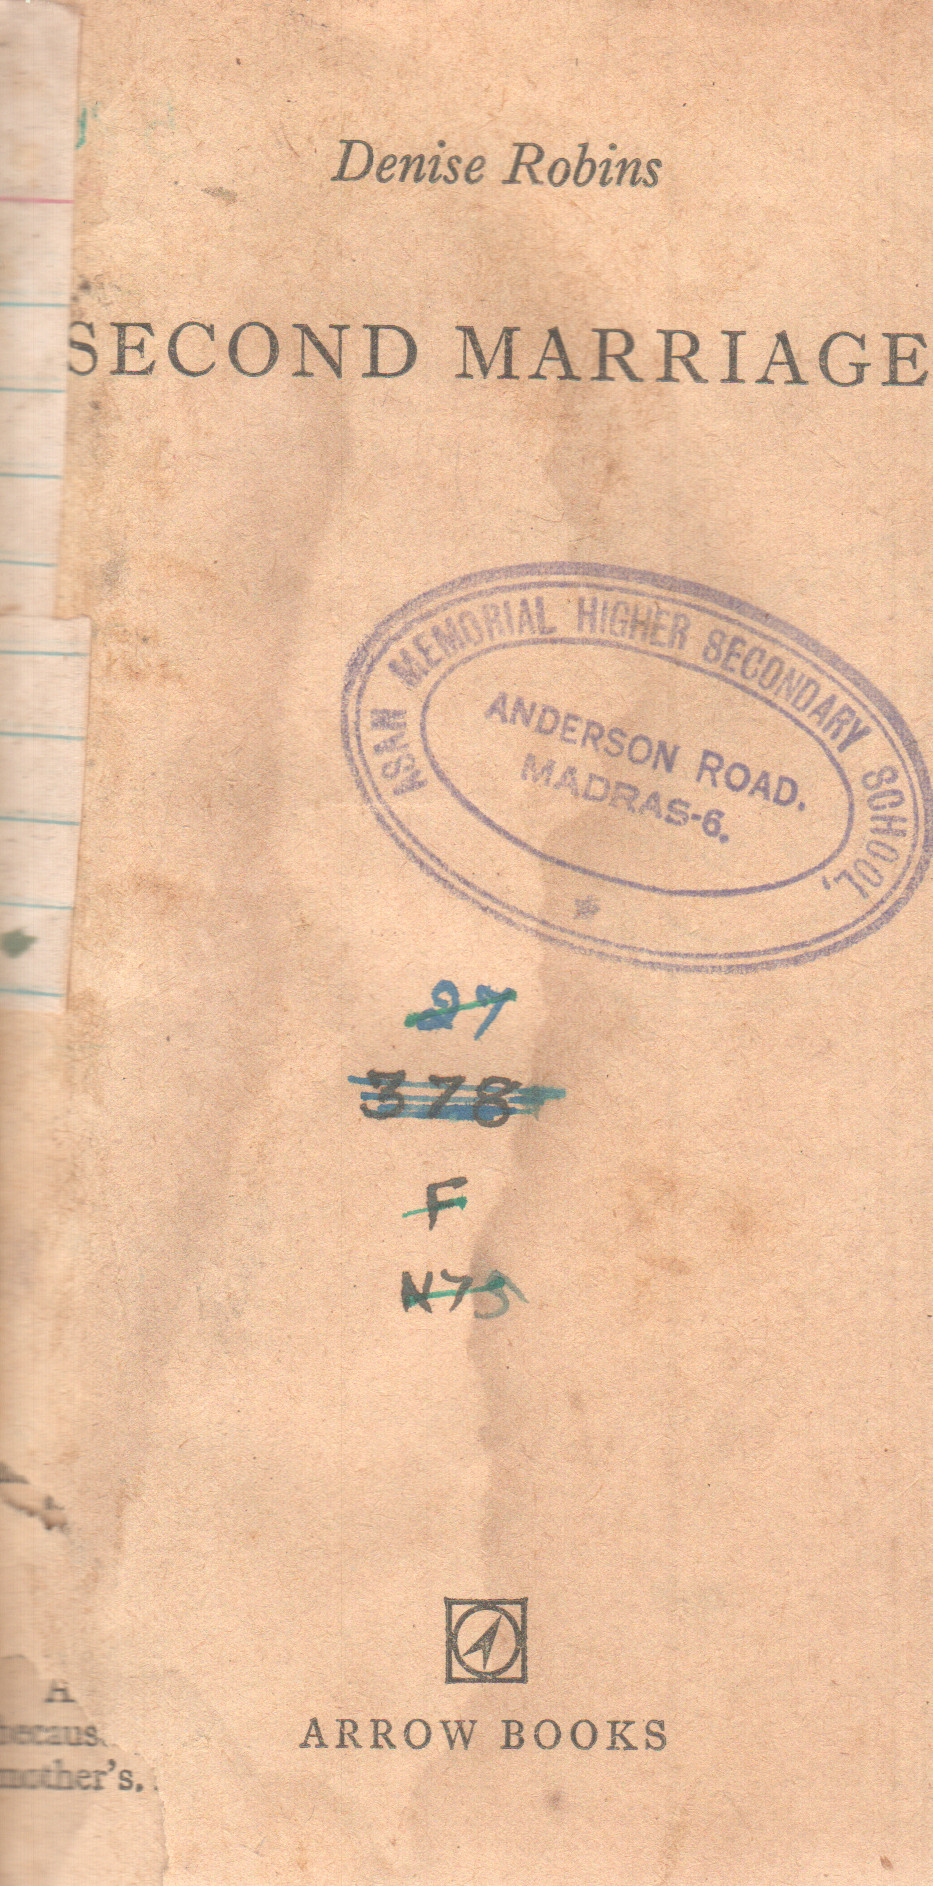 Denise Robins
SECOND MARRIAGE
ASAN MEMORIAL HIGHER SECONDARY SCHOOL,
ANDERSON ROAD.
MADRAS-6.
27
378
F
N75
ARROW BOOKS
A
becaus
mother's.